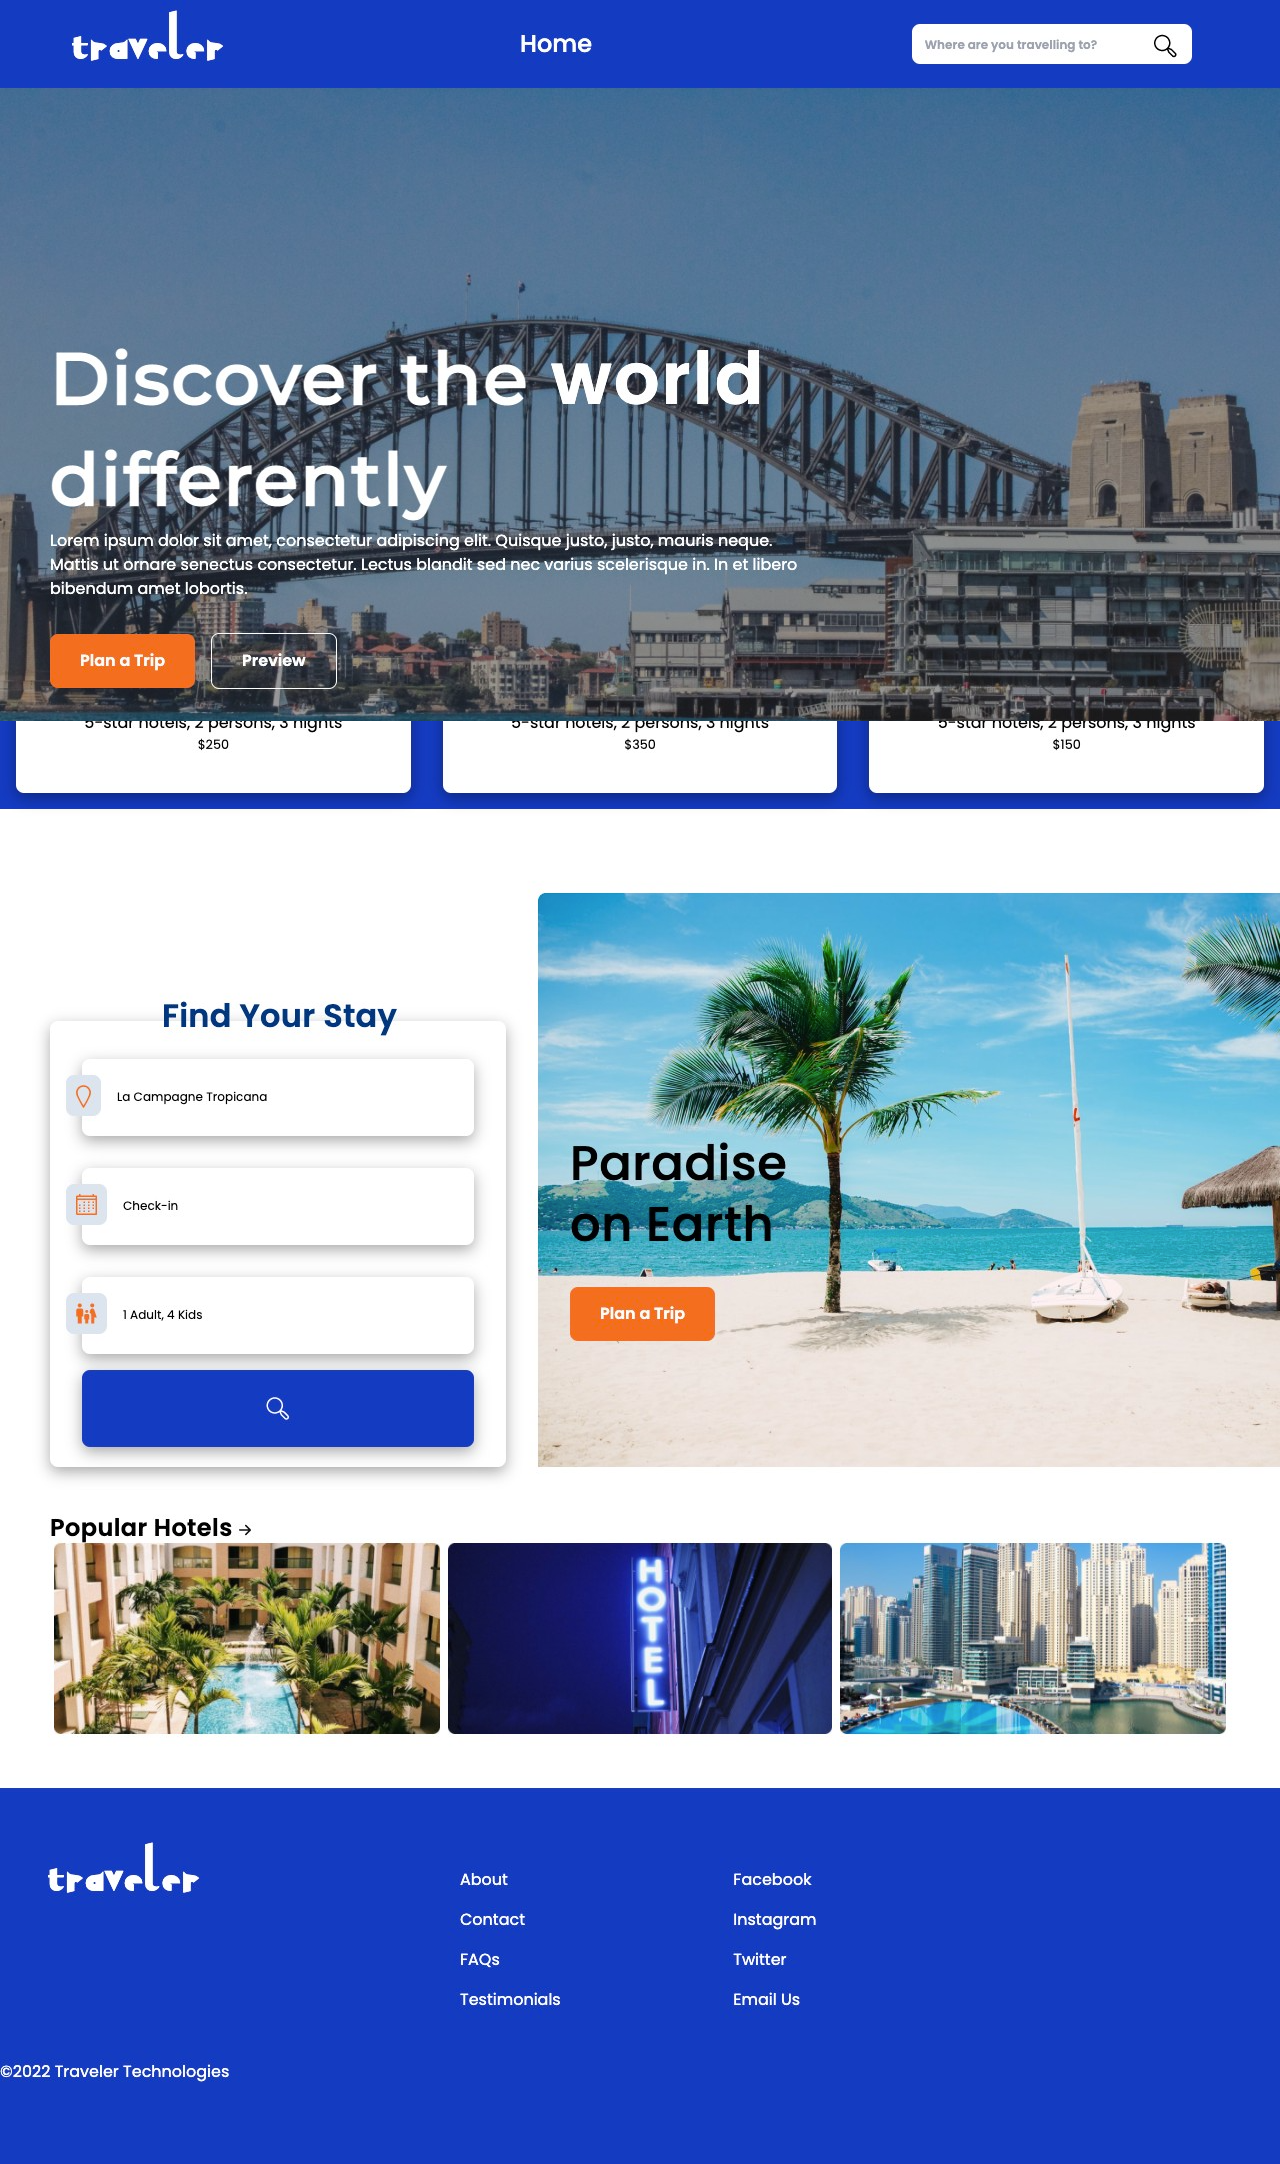 traveler
Home
Where are you travelling to?
Discover the world
differently
Lorem ipsum dolor sit amet, consectetur adipiscing elit. Quisque justo, justo, mauris neque.
Mattis ut ornare senectus consectetur. Lectus blandit sed nec varius scelerisque in. In et libero
bibendum amet lobortis.
Plan a Trip
Preview
5-star hotels, 2 persons, 3 nights
$250
5-star hotels, 2 persons, 3 nights
$350
5-star hotels, 2 persons, 3 nights
$150
Find Your Stay
La Campagne Tropicana
Check-in
1 Adult, 4 Kids
Paradise
on Earth
Plan a Trip
Popular Hotels →
HOTEL
traveler
About
Contact
FAQs
Testimonials
Facebook
Instagram
Twitter
Email Us
©2022 Traveler Technologies